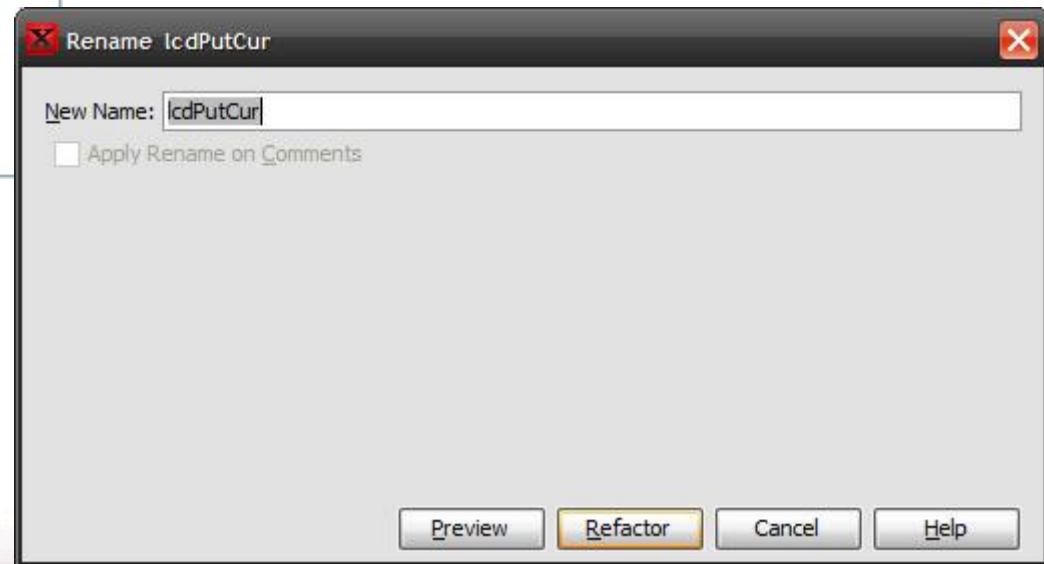 Rename lcdPutCur
New Name: lcdPutCur
Apply Rename on Comments
Preview Refactor Cancel Help